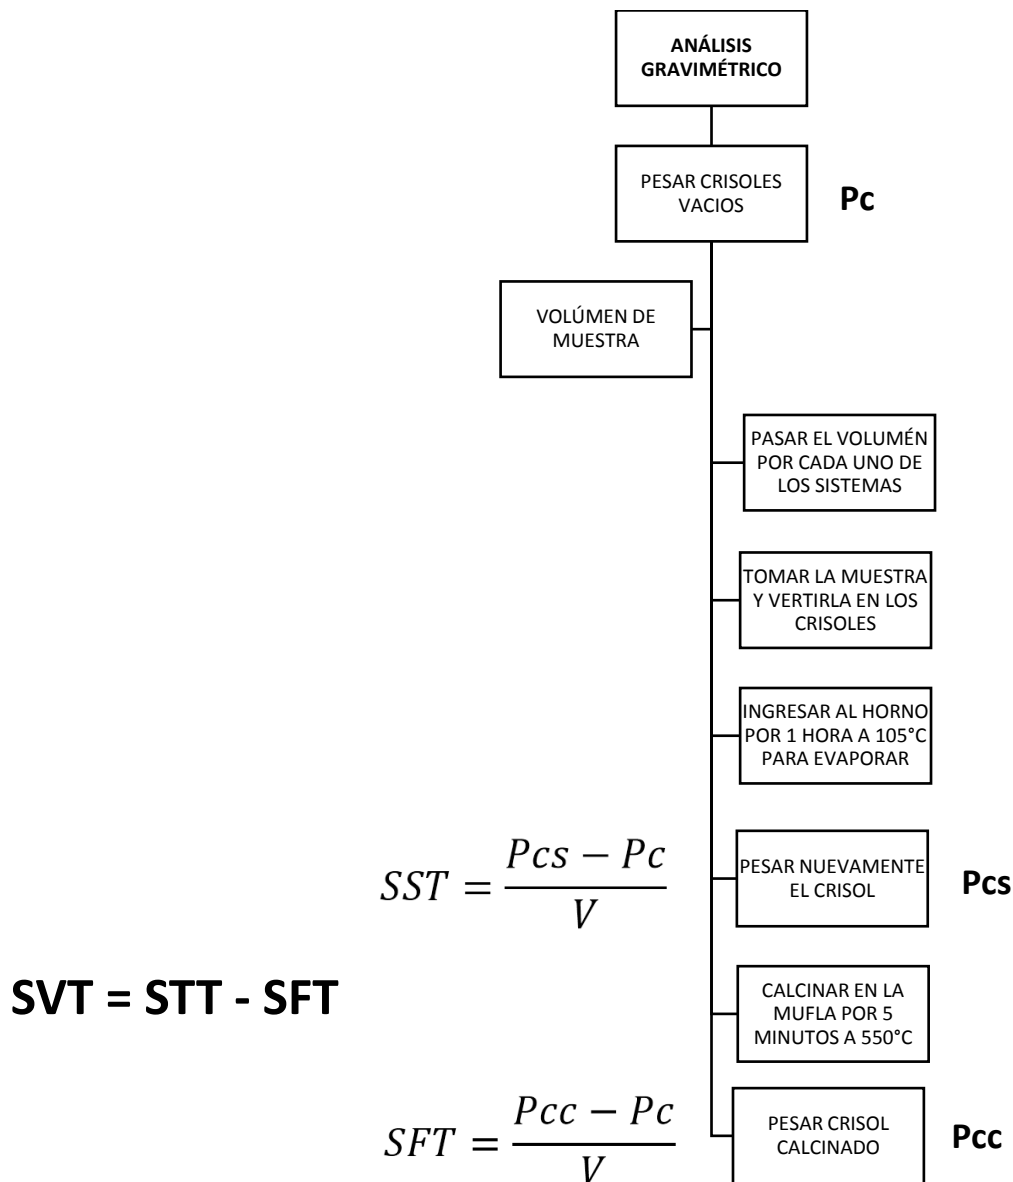 ANÁLISIS
GRAVIMÉTRICO
PESAR CRISOLES
VACIOS
Pc
VOLÚMEN DE
MUESTRA
PASAR EL VOLUMÉN
POR CADA UNO DE
LOS SISTEMAS
TOMAR LA MUESTRA
Y VERTIRLA EN LOS
CRISOLES
INGRESAR AL HORNO
POR 1 HORA A 105°C
PARA EVAPORAR
SST = (Pcs − Pc) / V
PESAR NUEVAMENTE
EL CRISOL
Pcs
SVT = STT - SFT
CALCINAR EN LA
MUFLA POR 5
MINUTOS A 550°C
SFT = (Pcc − Pc) / V
PESAR CRISOL
CALCINADO
Pcc